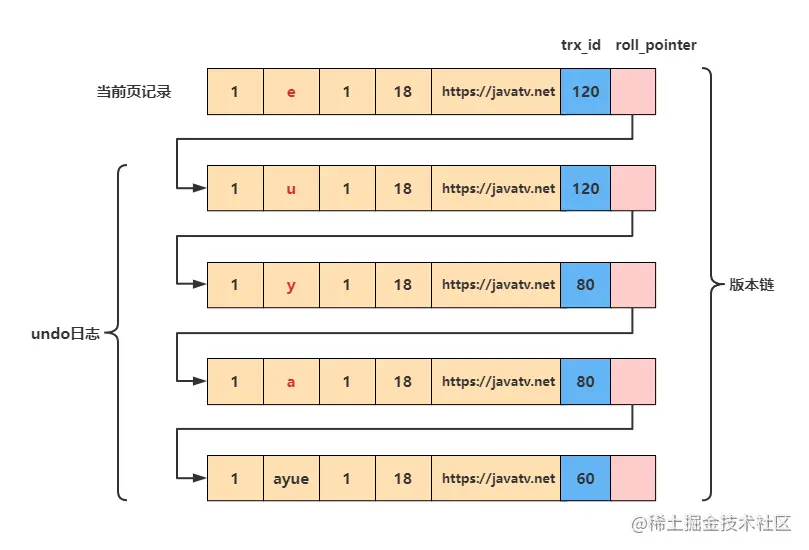 trx_id roll_pointer
当前页记录 1 e 1 18 https://javatv.net 120
1 u 1 18 https://javatv.net 120
1 y 1 18 https://javatv.net 80
版本链
undo日志
1 a 1 18 https://javatv.net 80
1 ayue 1 18 https://javatv.net 60
@稀土掘金技术社区